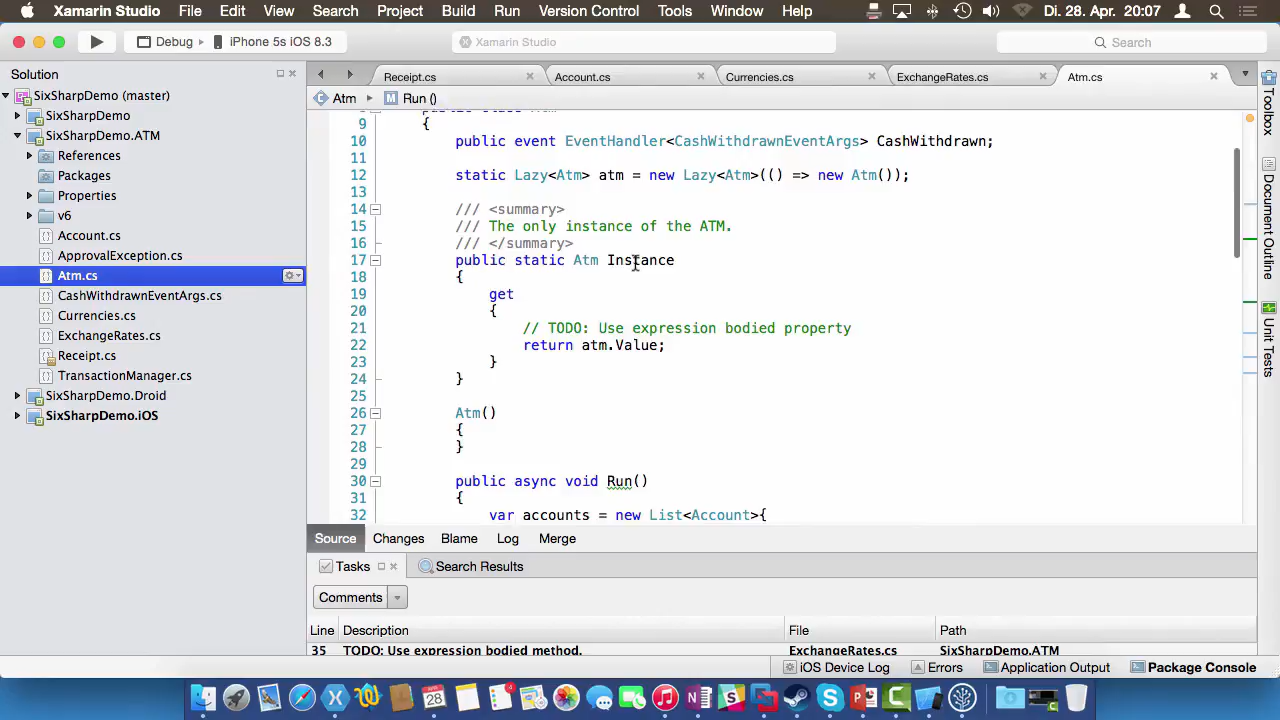 Xamarin Studio File Edit View Search Project Build Run Version Control Tools Window Help Di. 28. Apr. 20:07
Debug iPhone 5s iOS 8.3 Xamarin Studio Search
Solution
SixSharpDemo (master)
SixSharpDemo
SixSharpDemo.ATM
References
Packages
Properties
v6
Account.cs
ApprovalException.cs
Atm.cs
CashWithdrawnEventArgs.cs
Currencies.cs
ExchangeRates.cs
Receipt.cs
TransactionManager.cs
SixSharpDemo.Droid
SixSharpDemo.iOS
Receipt.cs Account.cs Currencies.cs ExchangeRates.cs Atm.cs
Atm Run ()
9 {
10 public event EventHandler<CashWithdrawnEventArgs> CashWithdrawn;
11
12 static Lazy<Atm> atm = new Lazy<Atm>(() => new Atm());
13
14 /// <summary>
15 /// The only instance of the ATM.
16 /// </summary>
17 public static Atm Instance
18 {
19 get
20 {
21 // TODO: Use expression bodied property
22 return atm.Value;
23 }
24 }
25
26 Atm()
27 {
28 }
29
30 public async void Run()
31 {
32 var accounts = new List<Account>{
Source Changes Blame Log Merge
Tasks Search Results
Comments
Line Description File Path
35 TODO: Use expression bodied method. ExchangeRates.cs SixSharpDemo.ATM
iOS Device Log Errors Application Output Package Console
Toolbox
Document Outline
Unit Tests
4
28